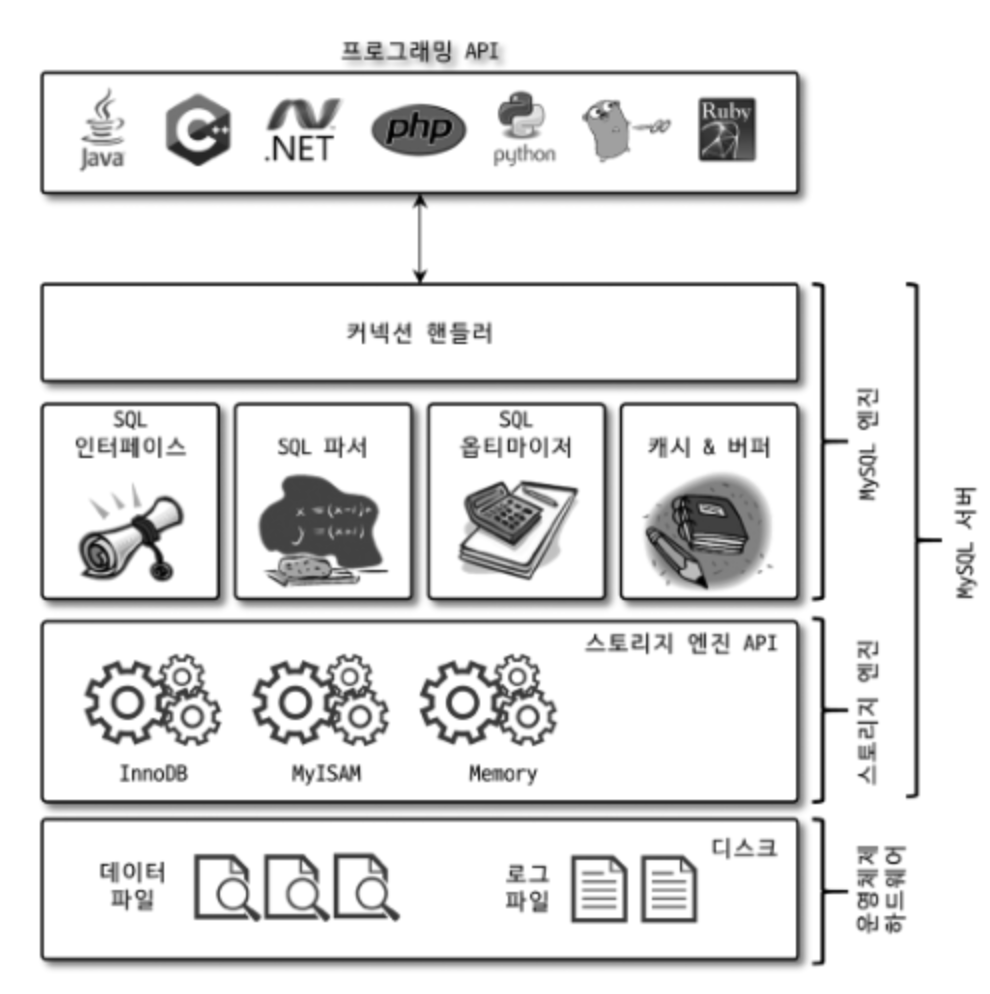 프로그래밍 API
Java
C++
.NET
php
python
GO
Ruby
커넥션 핸들러
SQL
인터페이스
SQL 파서
SQL
옵티마이저
캐시 & 버퍼
MySQL 엔진
MySQL 서버
스토리지 엔진 API
InnoDB
MyISAM
Memory
스토리지 엔진
디스크
데이터
파일
로그
파일
운영체제
하드웨어